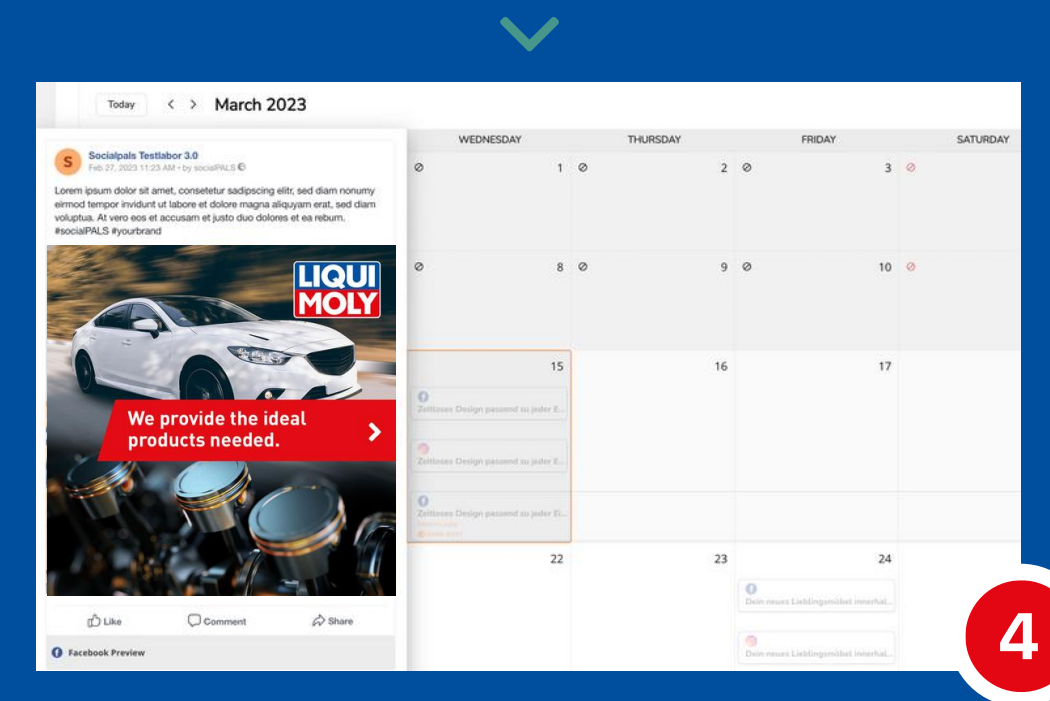 Today
March 2023
WEDNESDAY
THURSDAY
FRIDAY
SATURDAY
S
Socialpals Testlabor 3.0
Feb 27, 2023 11:23 AM • by socialPALS
Lorem ipsum dolor sit amet, consetetur sadipscing elitr, sed diam nonumy
eirmod tempor invidunt ut labore et dolore magna aliquyam erat, sed diam
voluptua. At vero eos et accusam et justo duo dolores et ea rebum.
#socialPALS #yourbrand
LIQUI
MOLY
We provide the ideal
products needed.
Like
Comment
Share
Facebook Preview
1
2
3
8
9
10
15
16
17
Zeitloses Design passend zu jeder E...
Zeitloses Design passend zu jeder E...
Zeitloses Design passend zu jeder Ei...
22
23
24
Dein neues Lieblingsmöbel innerhal...
Dein neues Lieblingsmöbel innerhal...
4